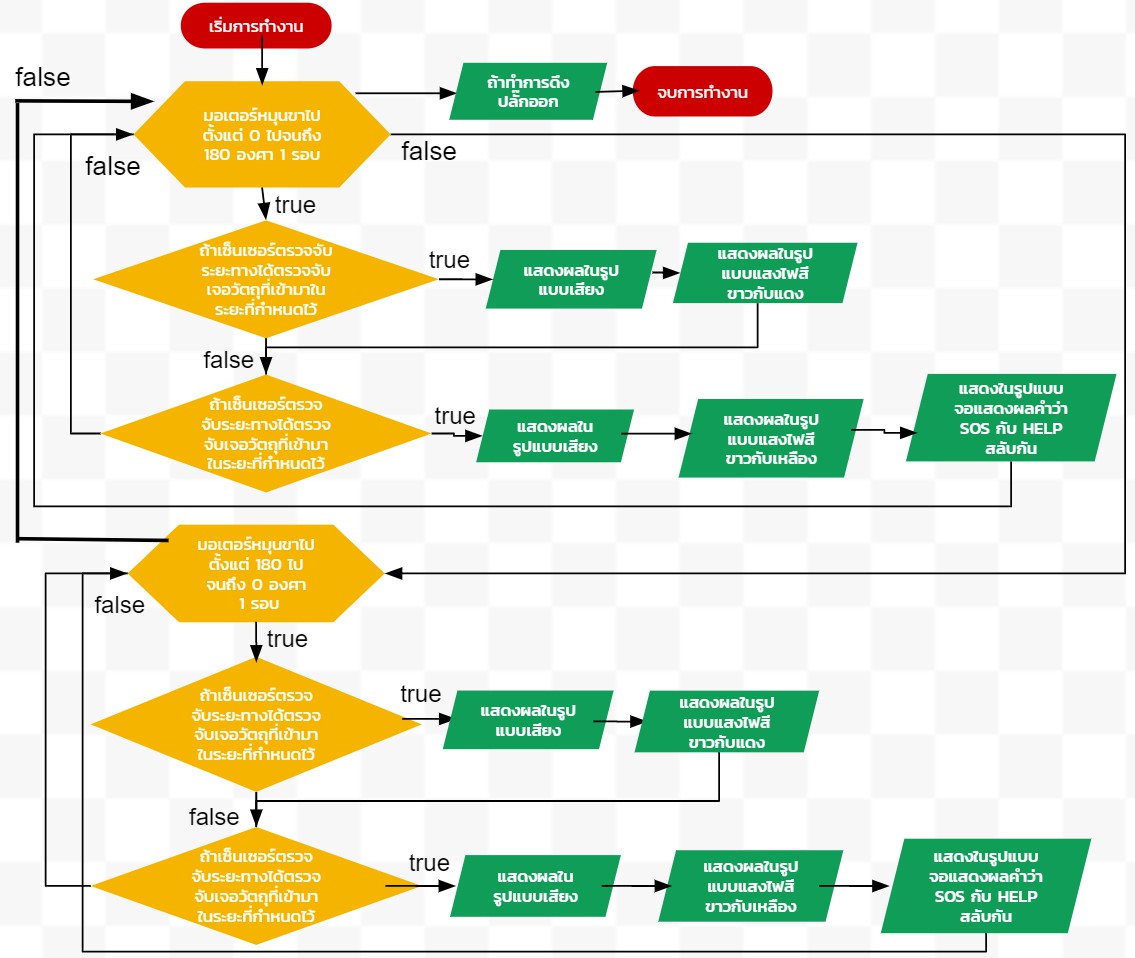 เริ่มการทำงาน
false
ถ้าทำการดึง
ปลั๊กออก
จบการทำงาน
มอเตอร์หมุนขาไป
ตั้งแต่ 0 ไปจนถึง
180 องศา 1 รอบ
false
false
true
ถ้าเซ็นเซอร์ตรวจจับ
ระยะทางได้ตรวจจับ
เจอวัตถุที่เข้ามาใน
ระยะที่กำหนดไว้
true
แสดงผลในรูป
แบบเสียง
แสดงผลในรูป
แบบแสงไฟสี
ขาวกับแดง
false
ถ้าเซ็นเซอร์ตรวจ
จับระยะทางได้ตรวจ
จับเจอวัตถุที่เข้ามา
ในระยะที่กำหนดไว้
true
แสดงผลใน
รูปแบบเสียง
แสดงผลในรูป
แบบแสงไฟสี
ขาวกับเหลือง
แสดงในรูปแบบ
จอแสดงผลคำว่า
SOS กับ HELP
สลับกัน
มอเตอร์หมุนขาไป
ตั้งแต่ 180 ไป
จนถึง 0 องศา
1 รอบ
false
true
ถ้าเซ็นเซอร์ตรวจ
จับระยะทางได้ตรวจ
จับเจอวัตถุที่เข้ามา
ในระยะที่กำหนดไว้
true
แสดงผลในรูป
แบบเสียง
แสดงผลในรูป
แบบแสงไฟสี
ขาวกับแดง
false
ถ้าเซ็นเซอร์ตรวจ
จับระยะทางได้ตรวจ
จับเจอวัตถุที่เข้ามา
ในระยะที่กำหนดไว้
true
แสดงผลใน
รูปแบบเสียง
แสดงผลในรูป
แบบแสงไฟสี
ขาวกับเหลือง
แสดงในรูปแบบ
จอแสดงผลคำว่า
SOS กับ HELP
สลับกัน